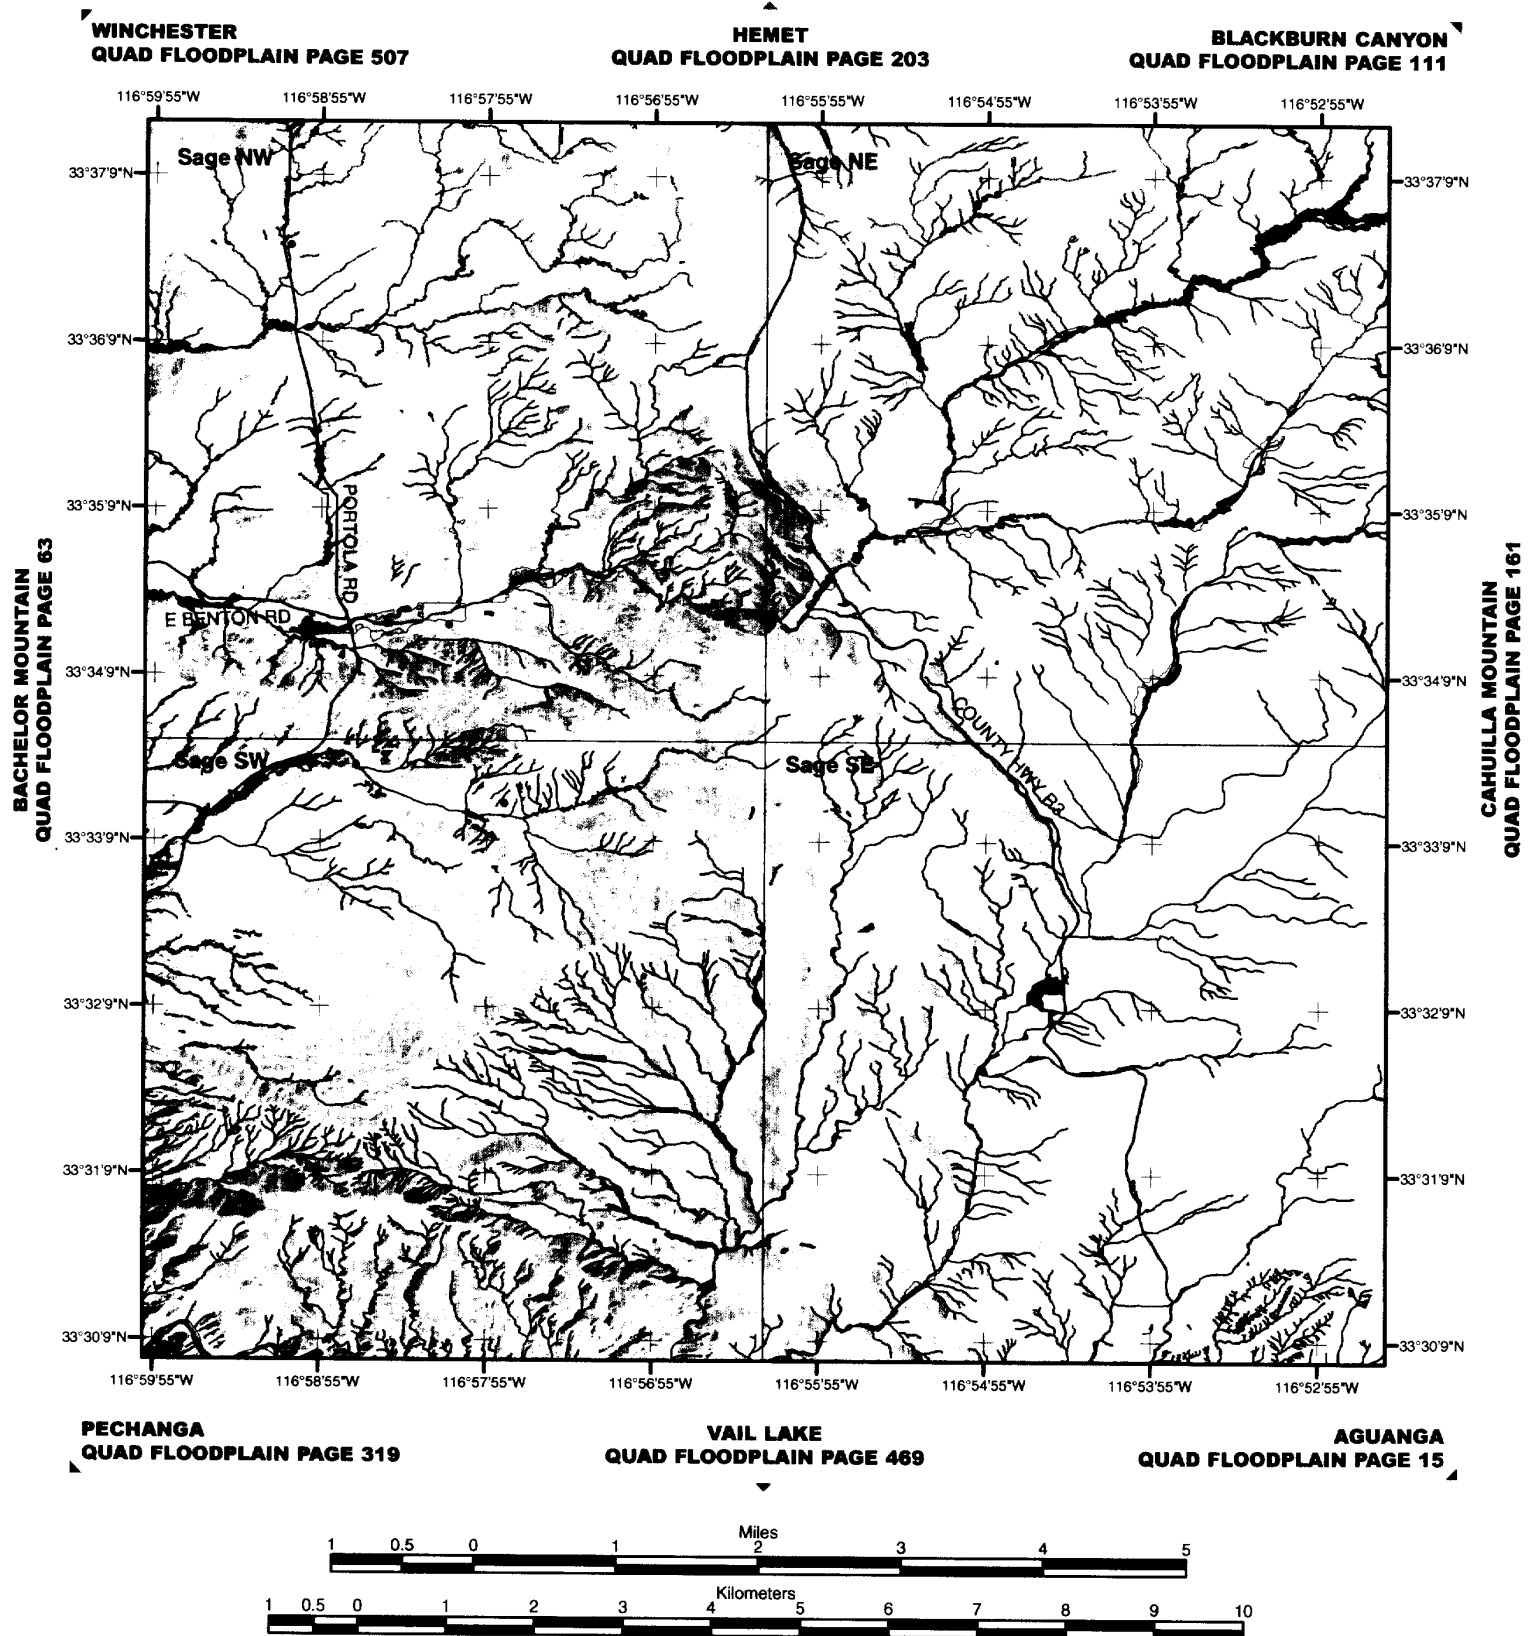 WINCHESTER
QUAD FLOODPLAIN PAGE 507
HEMET
QUAD FLOODPLAIN PAGE 203
BLACKBURN CANYON
QUAD FLOODPLAIN PAGE 111
116°59'55"W 116°58'55"W 116°57'55"W 116°56'55"W 116°55'55"W 116°54'55"W 116°53'55"W 116°52'55"W
Sage NW
Sage NE
33°37'9"N 33°37'9"N
33°36'9"N 33°36'9"N
33°35'9"N 33°35'9"N
PORTOLA RD
E BENTON RD
33°34'9"N 33°34'9"N
COUNTY HWY R3
Sage SW
Sage SE
33°33'9"N 33°33'9"N
33°32'9"N 33°32'9"N
33°31'9"N 33°31'9"N
33°30'9"N 33°30'9"N
BACHELOR MOUNTAIN
QUAD FLOODPLAIN PAGE 63
CAHUILLA MOUNTAIN
QUAD FLOODPLAIN PAGE 161
116°59'55"W 116°58'55"W 116°57'55"W 116°56'55"W 116°55'55"W 116°54'55"W 116°53'55"W 116°52'55"W
PECHANGA
QUAD FLOODPLAIN PAGE 319
VAIL LAKE
QUAD FLOODPLAIN PAGE 469
AGUANGA
QUAD FLOODPLAIN PAGE 15
Miles
1 0.5 0 1 2 3 4 5
Kilometers
1 0.5 0 1 2 3 4 5 6 7 8 9 10